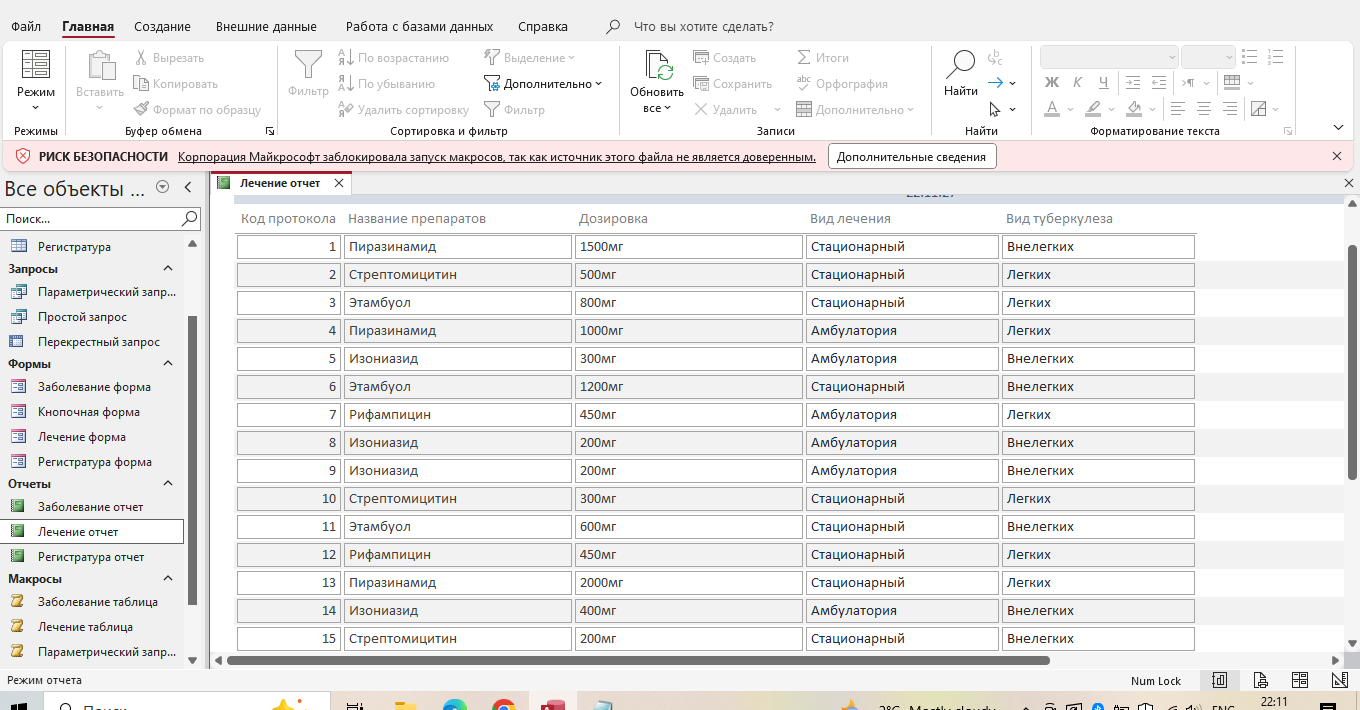 Файл Главная Создание Внешние данные Работа с базами данных Справка Что вы хотите сделать?
Режим
Режимы
Вставить
Вырезать
Копировать
Формат по образцу
Буфер обмена
Фильтр
По возрастанию
По убыванию
Удалить сортировку
Выделение
Дополнительно
Фильтр
Сортировка и фильтр
Обновить
все
Создать
Сохранить
Удалить
Итоги
Орфография
Дополнительно
Записи
Найти
Найти
Ж К Ч
А
Форматирование текста
РИСК БЕЗОПАСНОСТИ Корпорация Майкрософт заблокировала запуск макросов, так как источник этого файла не является доверенным. Дополнительные сведения
Все объекты ...
Поиск...
Регистратура
Запросы
Параметрический запр...
Простой запрос
Перекрестный запрос
Формы
Заболевание форма
Кнопочная форма
Лечение форма
Регистратура форма
Отчеты
Заболевание отчет
Лечение отчет
Регистратура отчет
Макросы
Заболевание таблица
Лечение таблица
Параметрический запр...
Лечение отчет
Код протокола Название препаратов Дозировка Вид лечения Вид туберкулеза
1 Пиразинамид 1500мг Стационарный Внелегких
2 Стрептомицитин 500мг Стационарный Легких
3 Этамбуол 800мг Стационарный Легких
4 Пиразинамид 1000мг Амбулатория Легких
5 Изониазид 300мг Амбулатория Внелегких
6 Этамбуол 1200мг Стационарный Внелегких
7 Рифампицин 450мг Амбулатория Легких
8 Изониазид 200мг Амбулатория Внелегких
9 Изониазид 200мг Амбулатория Внелегких
10 Стрептомицитин 300мг Стационарный Легких
11 Этамбуол 600мг Стационарный Внелегких
12 Рифампицин 450мг Стационарный Легких
13 Пиразинамид 2000мг Стационарный Легких
14 Изониазид 400мг Амбулатория Внелегких
15 Стрептомицитин 200мг Стационарный Внелегких
Режим отчета Num Lock
Поиск 2°C Mostly cloudy ENG 22:11